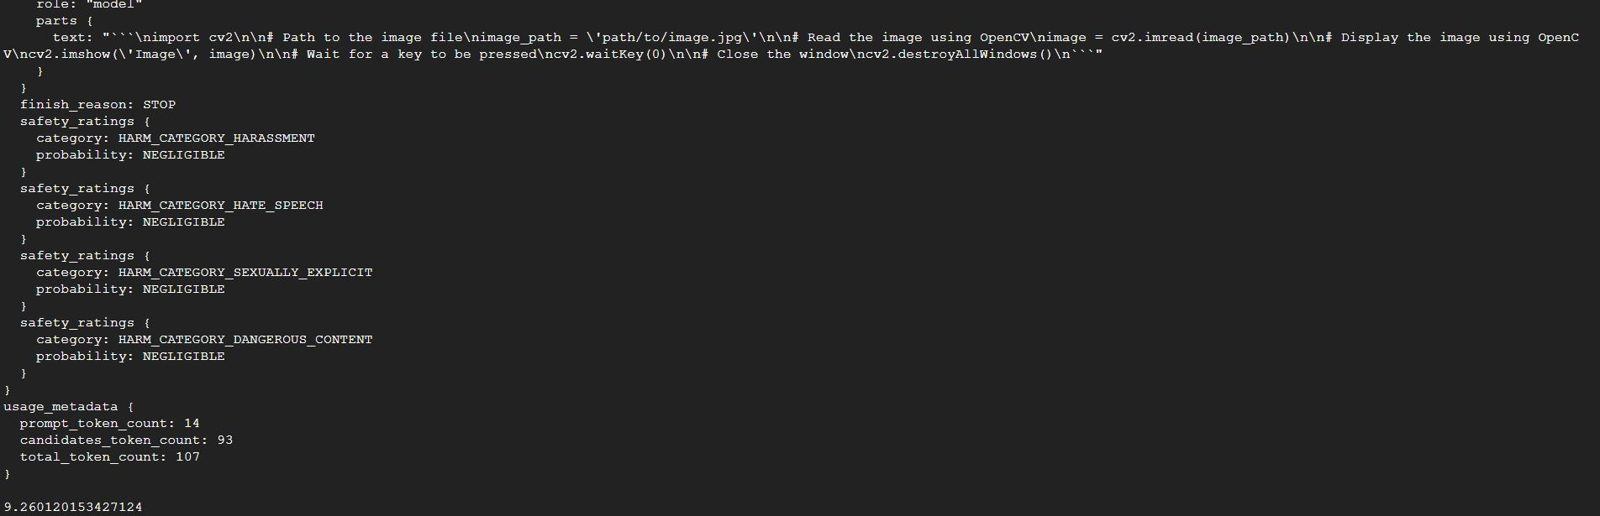 role: "model"
parts {
text: "```\nimport cv2\n\n# Path to the image file\nimage_path = \'path/to/image.jpg\'\n\n# Read the image using OpenCV\nimage = cv2.imread(image_path)\n\n# Display the image using OpenC
V\ncv2.imshow(\'Image\', image)\n\n# Wait for a key to be pressed\ncv2.waitKey(0)\n\n# Close the window\ncv2.destroyAllWindows()\n```"
}
}
finish_reason: STOP
safety_ratings {
category: HARM_CATEGORY_HARASSMENT
probability: NEGLIGIBLE
}
safety_ratings {
category: HARM_CATEGORY_HATE_SPEECH
probability: NEGLIGIBLE
}
safety_ratings {
category: HARM_CATEGORY_SEXUALLY_EXPLICIT
probability: NEGLIGIBLE
}
safety_ratings {
category: HARM_CATEGORY_DANGEROUS_CONTENT
probability: NEGLIGIBLE
}
}
usage_metadata {
prompt_token_count: 14
candidates_token_count: 93
total_token_count: 107
}
9.260120153427124